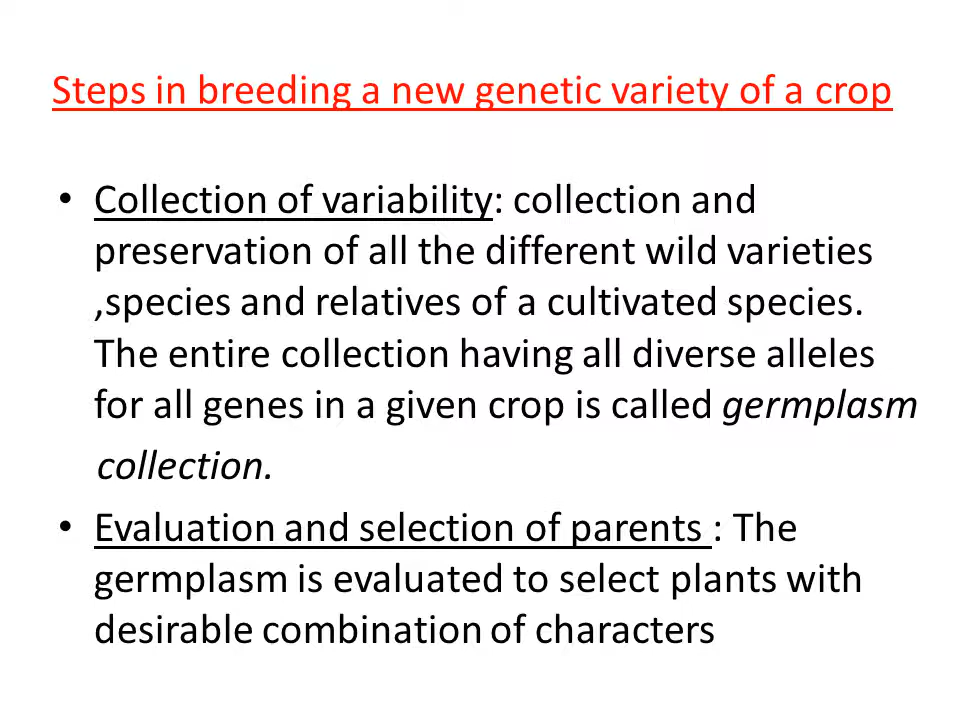 Steps in breeding a new genetic variety of a crop
• Collection of variability: collection and
preservation of all the different wild varieties
,species and relatives of a cultivated species.
The entire collection having all diverse alleles
for all genes in a given crop is called germplasm
collection.
• Evaluation and selection of parents : The
germplasm is evaluated to select plants with
desirable combination of characters